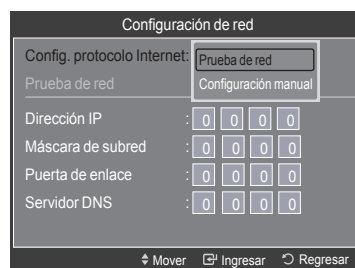 Configuración de red
Config. protocolo Internet: Prueba de red
Configuración manual
Prueba de red
Dirección IP : 0 0 0 0
Máscara de subred : 0 0 0 0
Puerta de enlace : 0 0 0 0
Servidor DNS : 0 0 0 0
Mover Ingresar Regresar